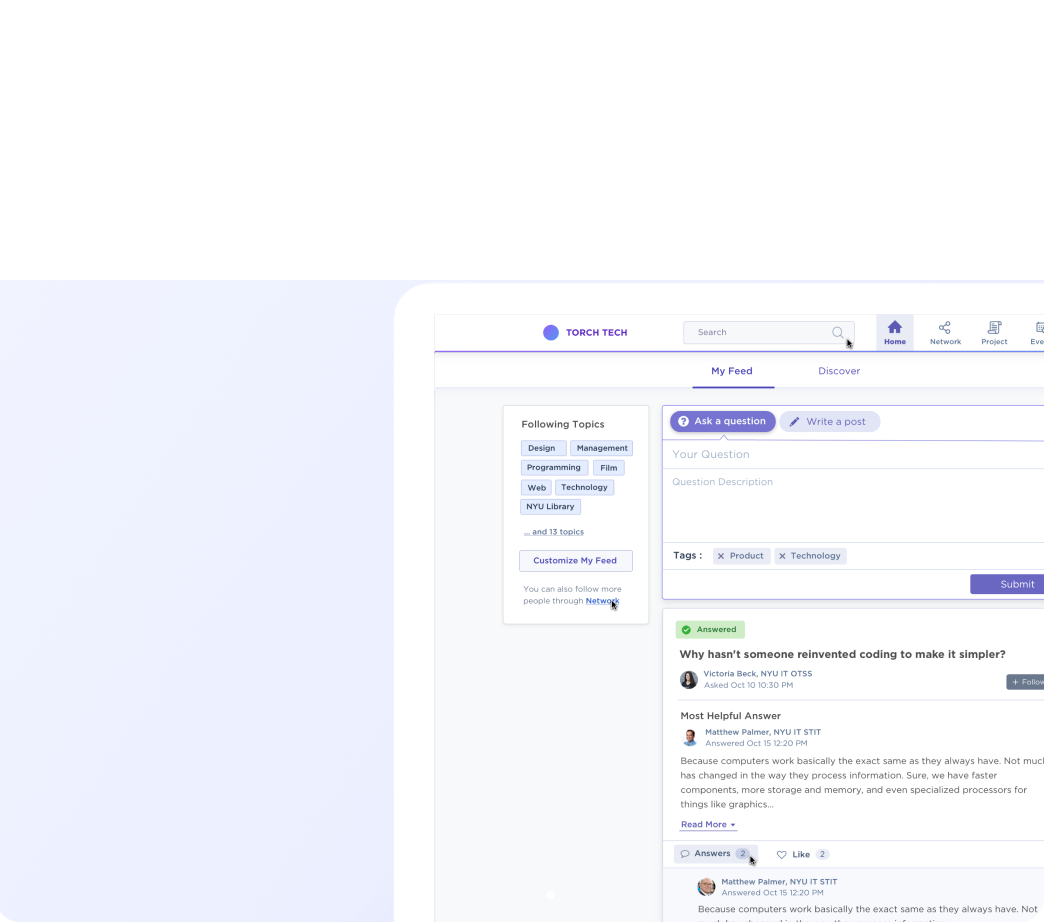 TORCH TECH
Search
Home
Network
Project
My Feed
Discover
Following Topics
Design
Management
Programming
Film
Web
Technology
NYU Library
... and 13 topics
Customize My Feed
You can also follow more
people through Network
Ask a question
Write a post
Your Question
Question Description
Tags :
Product
Technology
Submit
Answered
Why hasn't someone reinvented coding to make it simpler?
Victoria Beck, NYU IT OTSS
Asked Oct 10 10:30 PM
+ Follow
Most Helpful Answer
Matthew Palmer, NYU IT STIT
Answered Oct 15 12:20 PM
Because computers work basically the exact same as they always have. Not much
has changed in the way they process information. Sure, we have faster
components, more storage and memory, and even specialized processors for
things like graphics...
Read More
Answers 2
Like 2
Matthew Palmer, NYU IT STIT
Answered Oct 15 12:20 PM
Because computers work basically the exact same as they always have. Not